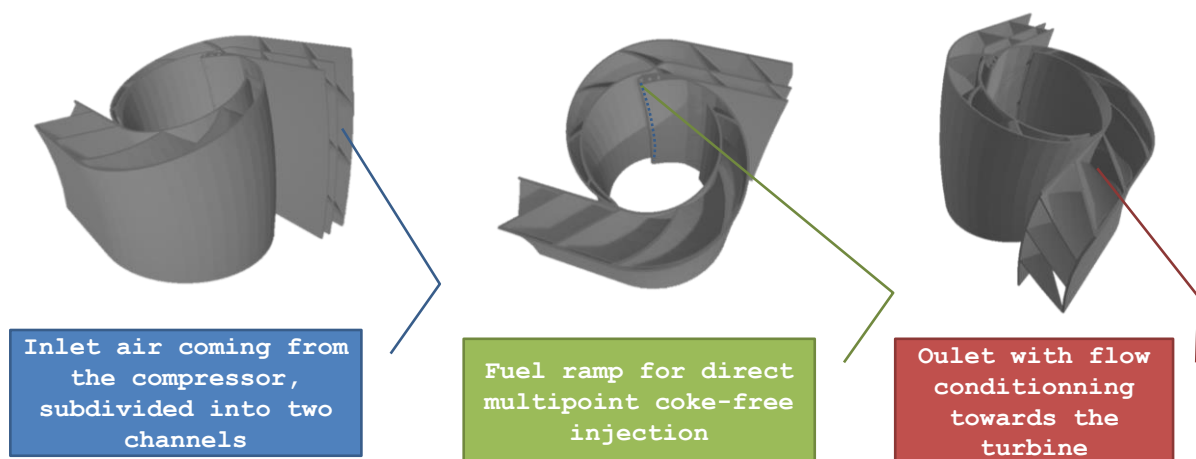 Inlet air coming from
the compressor,
subdivided into two
channels
Fuel ramp for direct
multipoint coke-free
injection
Oulet with flow
conditionning
towards the
turbine